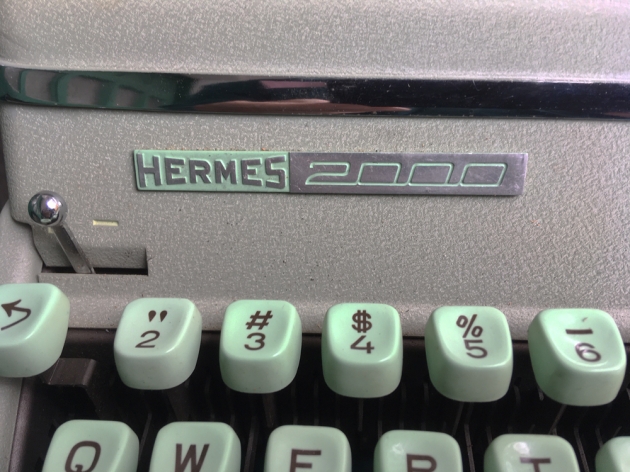 HERMES 2000
" # $ % _
2 3 4 5 6
Q W E R T